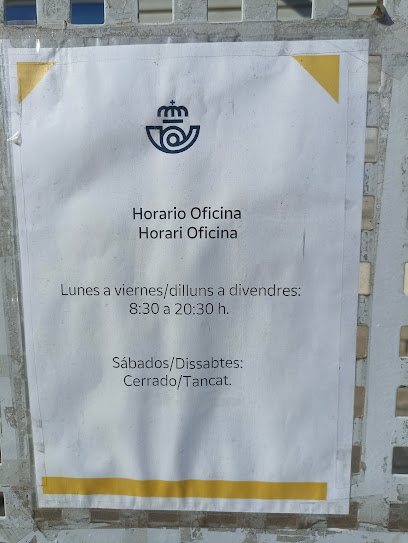 Horario Oficina
Horari Oficina
Lunes a viernes/dilluns a divendres:
8:30 a 20:30 h.
Sábados/Dissabtes:
Cerrado/Tancat.